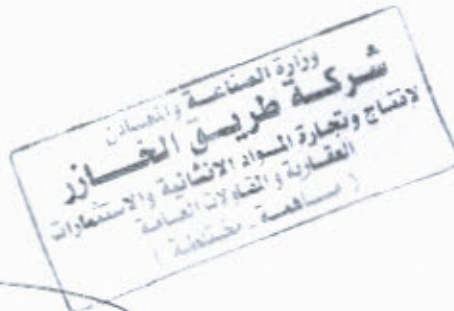 وزارة الصناعة والمعادن
شركة طريق الخازر
لانتاج وتجارة المواد الانشائية والاستثمارات
العقارية والمقاولات العامة
( مساهمة - مختلطة )